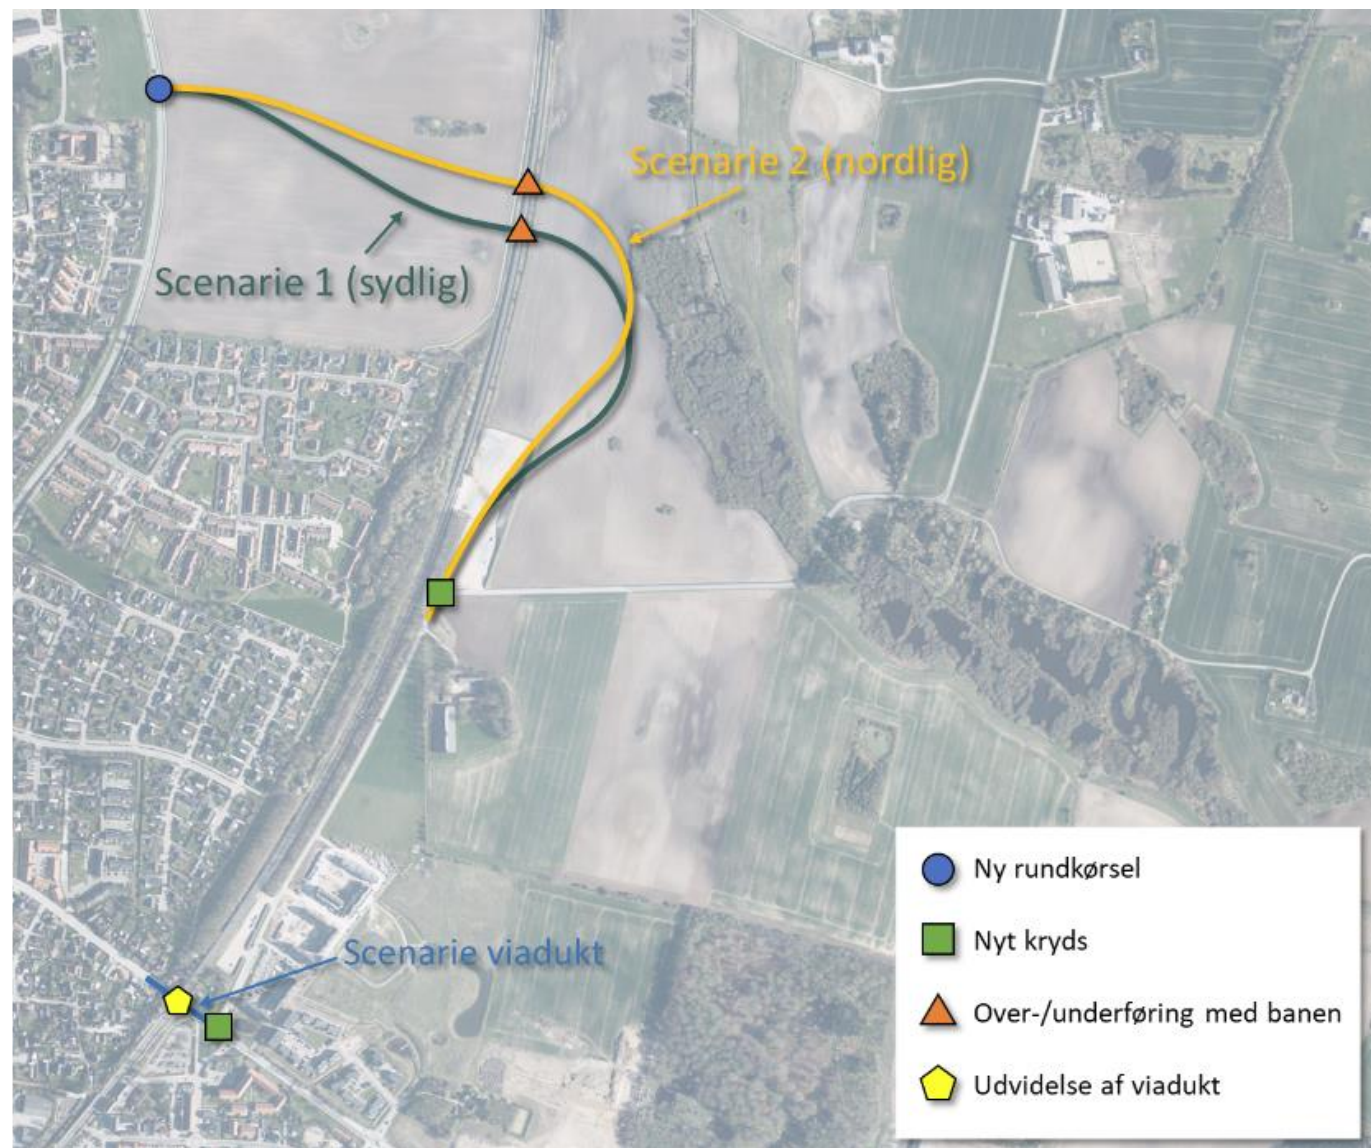 Scenarie 2 (nordlig)
Scenarie 1 (sydlig)
Scenarie viadukt
Ny rundkørsel
Nyt kryds
Over-/underføring med banen
Udvidelse af viadukt